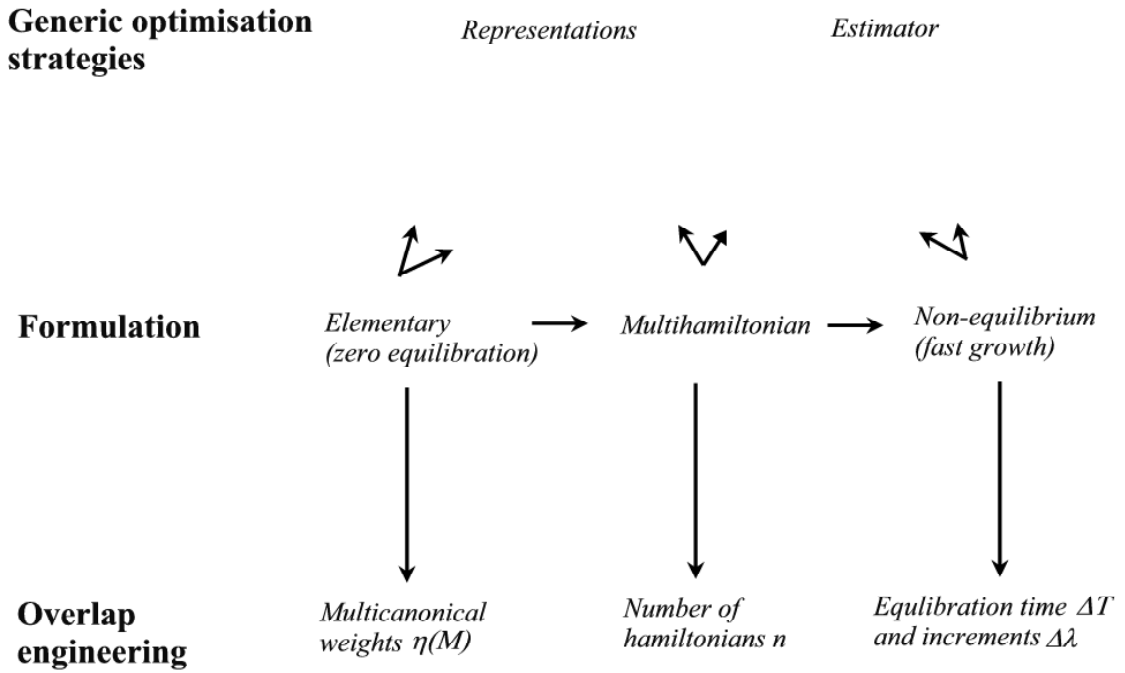 Generic optimisation
strategies
Representations
Estimator
Formulation
Elementary
(zero equilibration)
Multihamiltonian
Non-equilibrium
(fast growth)
Overlap
engineering
Multicanonical
weights η(M)
Number of
hamiltonians n
Equlibration time ΔT
and increments Δλ